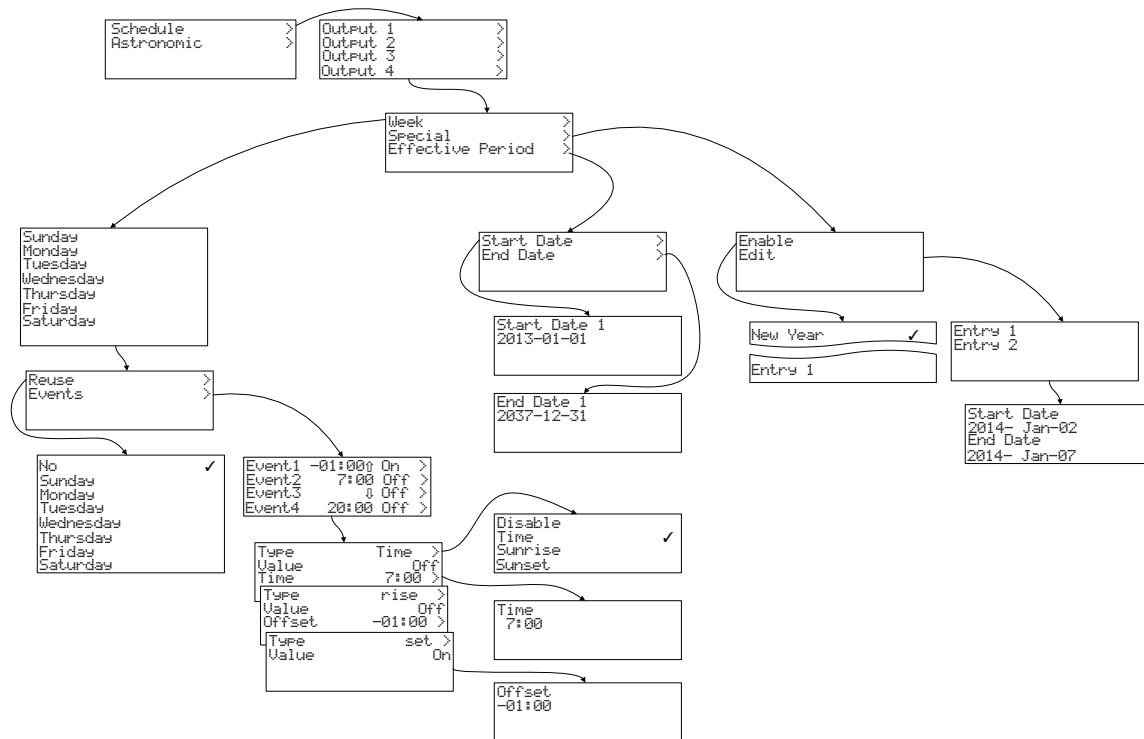 Schedule >
Astronomic >
Output 1 >
Output 2 >
Output 3 >
Output 4 >
Week >
Special >
Effective Period >
Sunday
Monday
Tuesday
Wednesday
Thursday
Friday
Saturday
Start Date >
End Date >
Enable
Edit
Start Date 1
2013-01-01
New Year ✓
Entry 1
Entry 1
Entry 2
Reuse >
Events >
End Date 1
2037-12-31
Start Date
2014- Jan-02
End Date
2014- Jan-07
No ✓
Sunday
Monday
Tuesday
Wednesday
Thursday
Friday
Saturday
Event1 -01:00⇧ On >
Event2 7:00 Off >
Event3 ⇩ Off >
Event4 20:00 Off >
Disable
Time ✓
Sunrise
Sunset
Type Time >
Value Off
Time 7:00 >
Type rise >
Value Off
Offset -01:00 >
Type set >
Value On
Time
7:00
Offset
-01:00